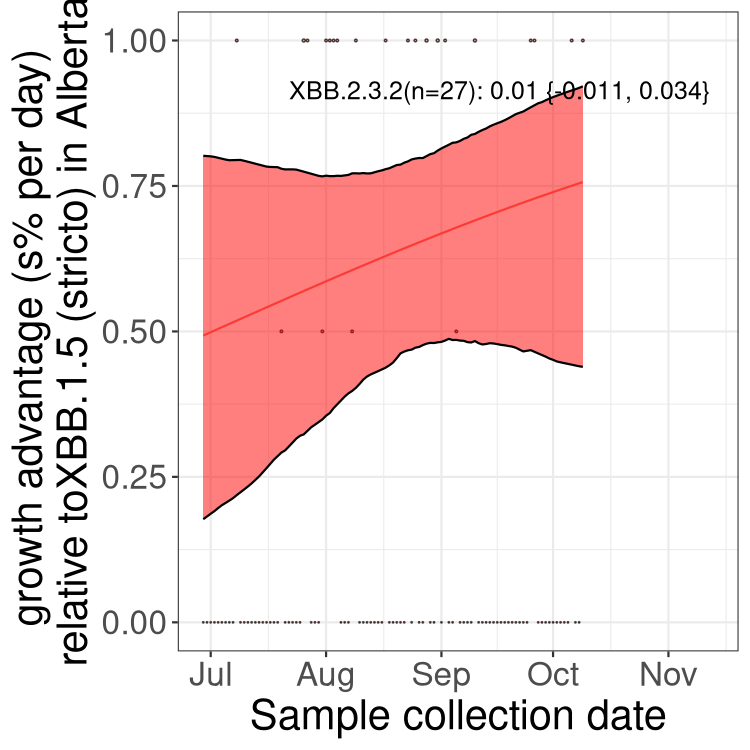 growth advantage (s% per day)
relative toXBB.1.5 (stricto) in Alberta
1.00
0.75
0.50
0.25
0.00
XBB.2.3.2(n=27): 0.01 {-0.011, 0.034}
Jul Aug Sep Oct Nov
Sample collection date